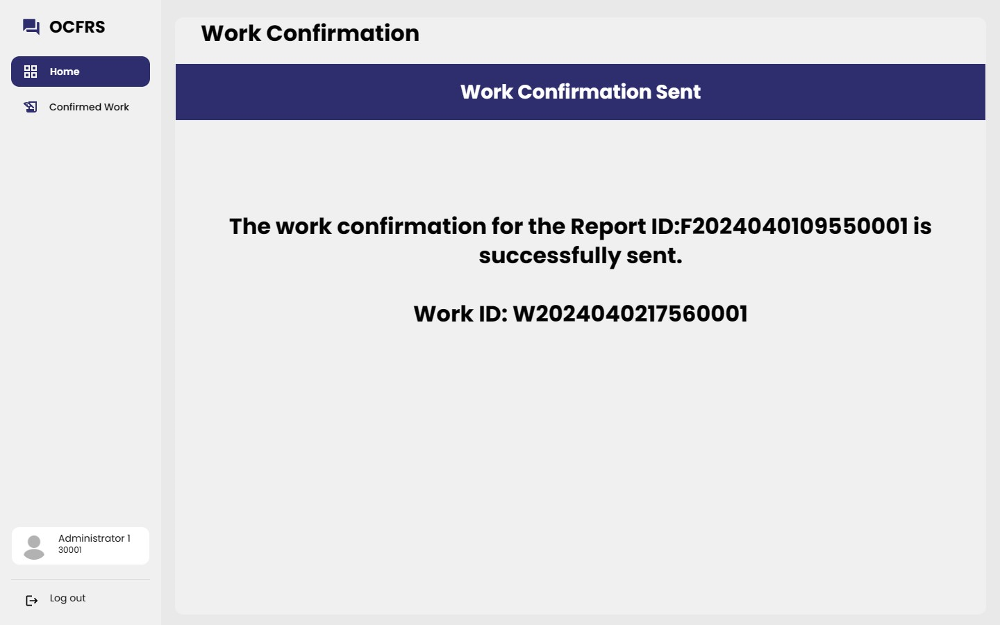 OCFRS
Home
Confirmed Work
Administrator 1
30001
Log out
Work Confirmation
Work Confirmation Sent
The work confirmation for the Report ID:F2024040109550001 is
successfully sent.
Work ID: W2024040217560001